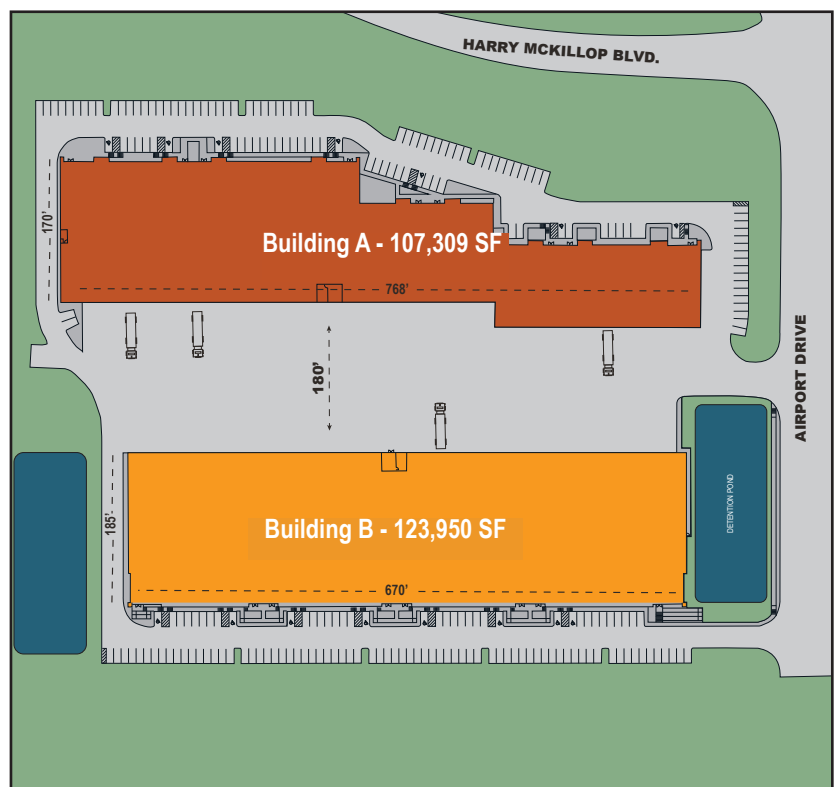 HARRY MCKILLOP BLVD.
170'
Building A - 107,309 SF
768'
180'
AIRPORT DRIVE
185'
Building B - 123,950 SF
670'
DETENTION POND